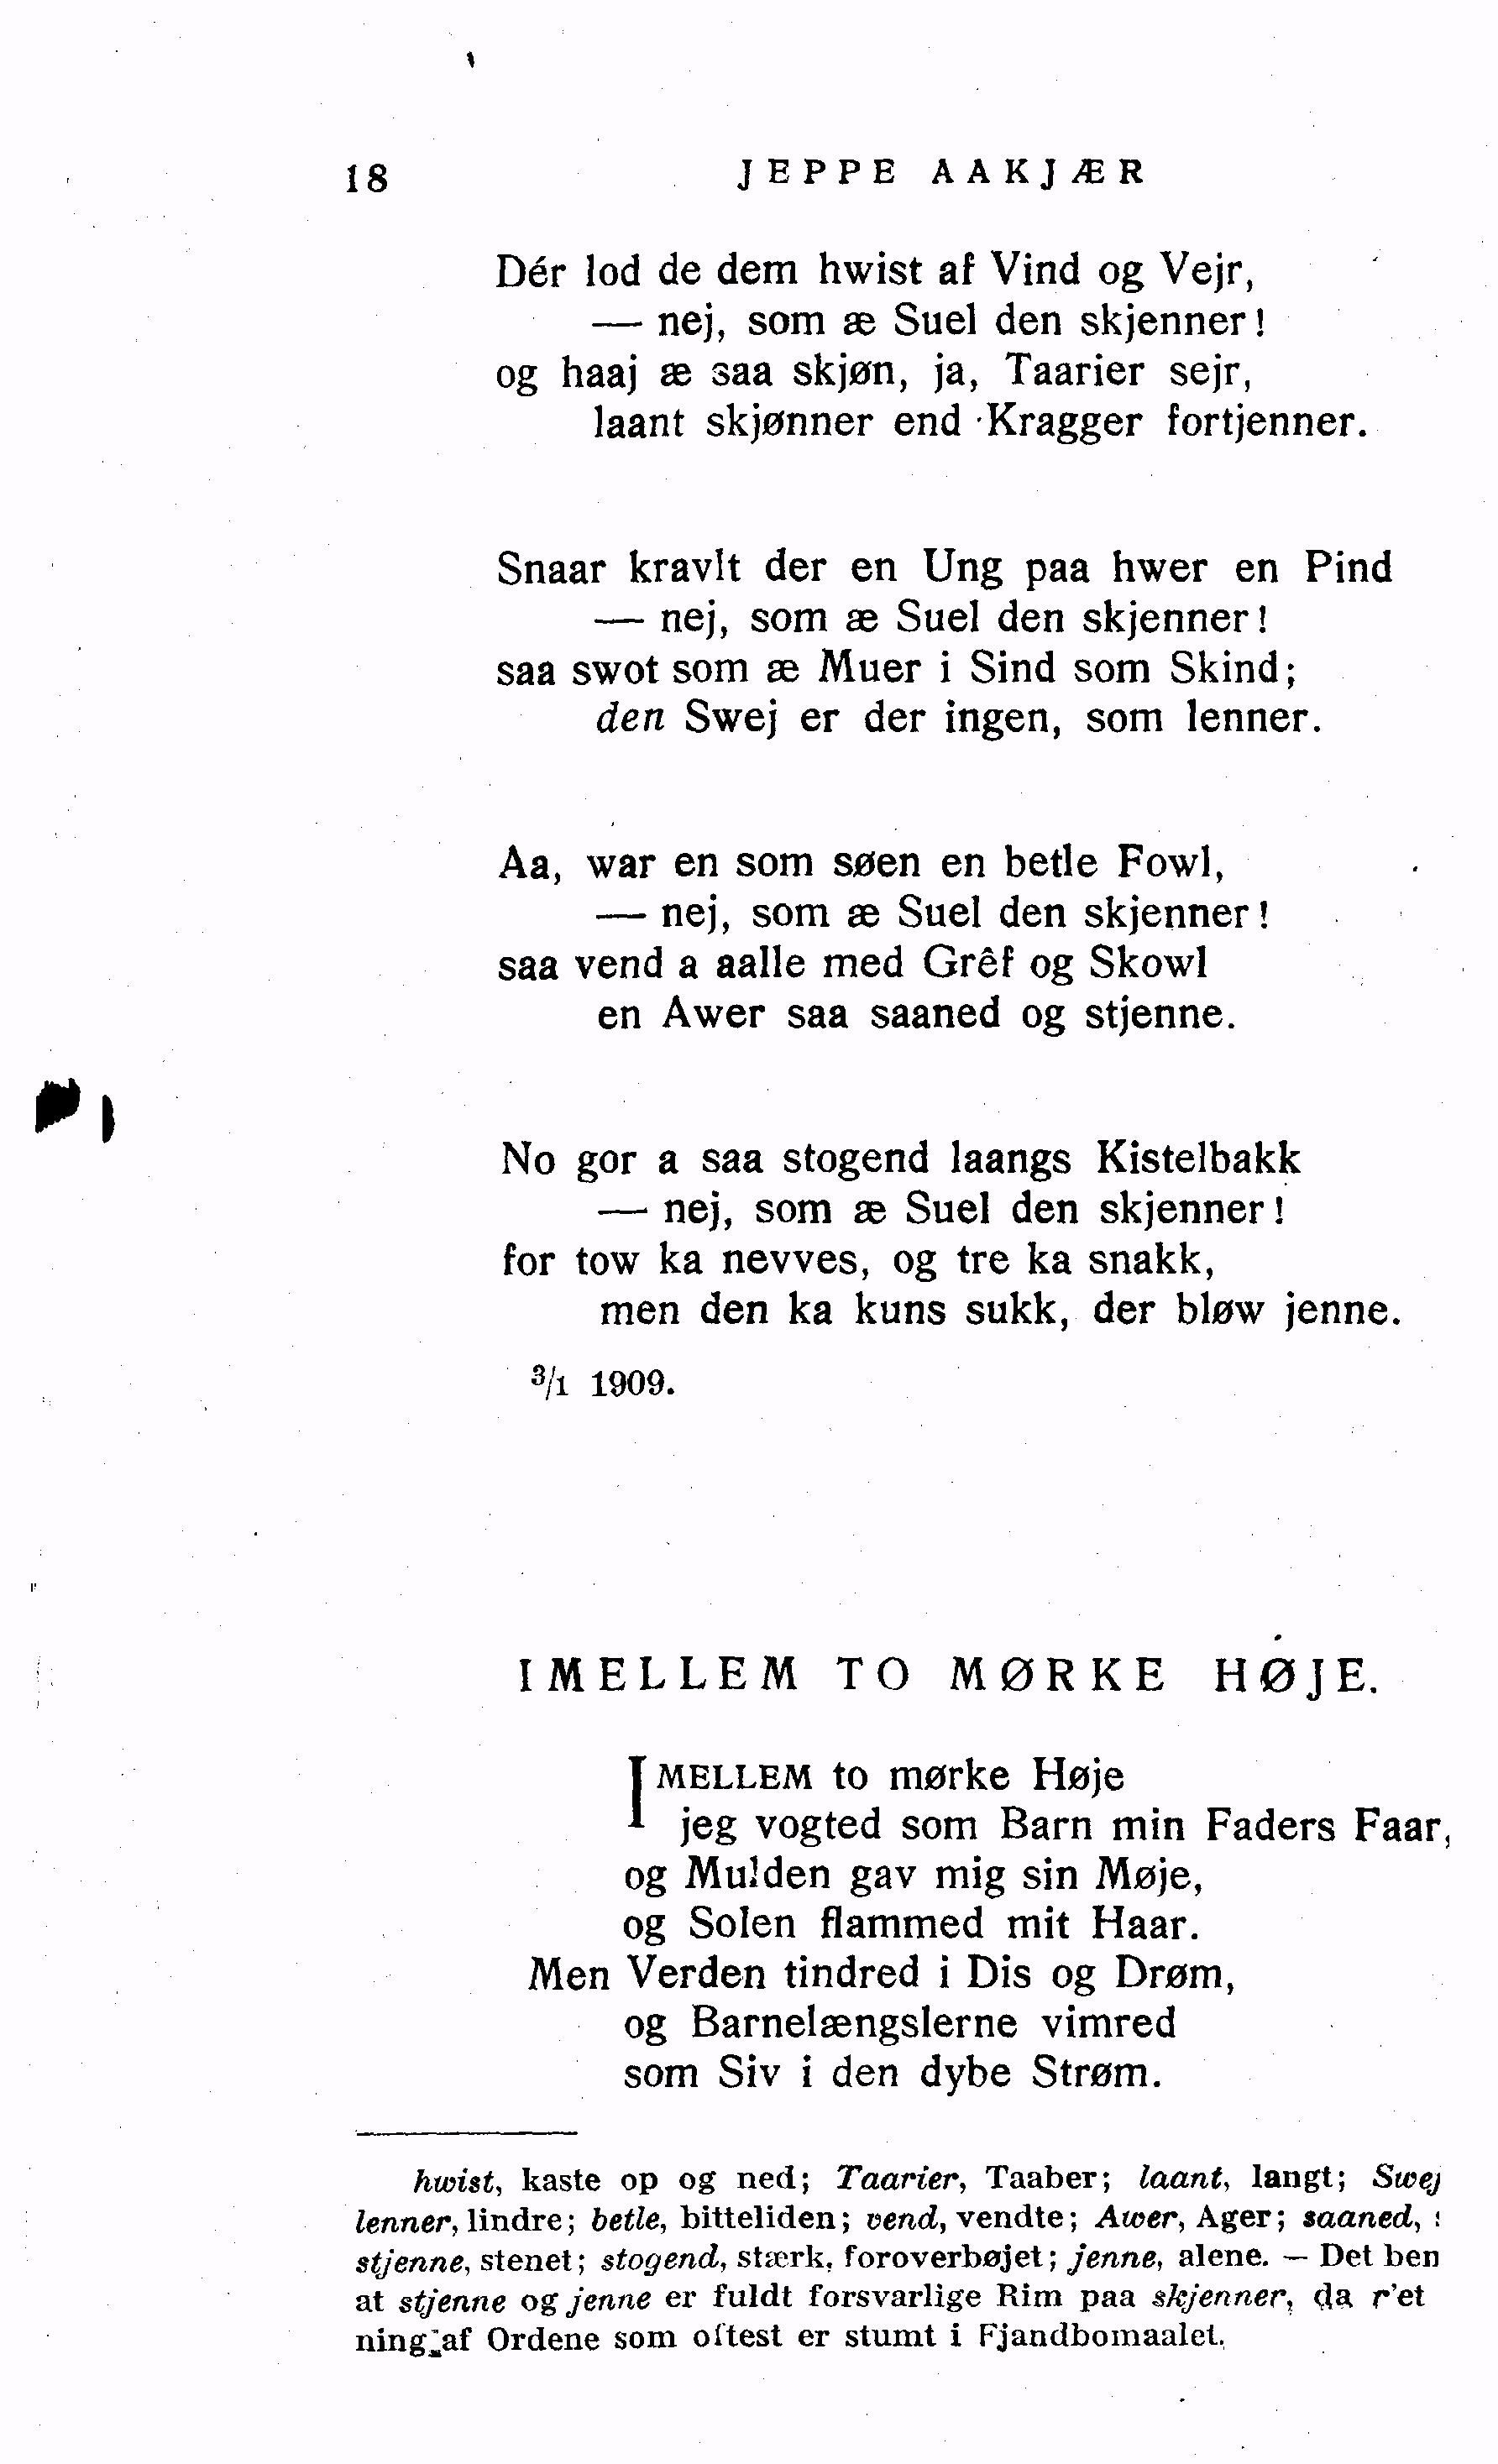 18 JEPPE AAKJÆR
Dér lod de dem hwist af Vind og Vejr,
— nej, som æ Suel den skjenner!
og haaj æ saa skjøn, ja, Taarier sejr,
laant skjønner end Kragger fortjenner.
Snaar kravlt der en Ung paa hwer en Pind
— nej, som æ Suel den skjenner!
saa swot som æ Muer i Sind som Skind;
den Swej er der ingen, som lenner.
Aa, war en som søen en betle Fowl,
— nej, som æ Suel den skjenner!
saa vend a aalle med Grêf og Skowl
en Awer saa saaned og stjenne.
No gor a saa stogend laangs Kistelbakk
— nej, som æ Suel den skjenner!
for tow ka nevves, og tre ka snakk,
men den ka kuns sukk, der bløw jenne.
3/1 1909.
IMELLEM TO MØRKE HØJE.
IMELLEM to mørke Høje
jeg vogted som Barn min Faders Faar,
og Mulden gav mig sin Møje,
og Solen flammed mit Haar.
Men Verden tindred i Dis og Drøm,
og Barnelængslerne vimred
som Siv i den dybe Strøm.
hwist, kaste op og ned; Taarier, Taaber; laant, langt; Swej
lenner, lindre; betle, bitteliden; vend, vendte; Awer, Ager; saaned,
stjenne, stenet; stogend, stærk, foroverbøjet; jenne, alene. — Det ben
at stjenne og jenne er fuldt forsvarlige Rim paa skjenner, da r'et
ning af Ordene som oftest er stumt i Fjandbomaalet.